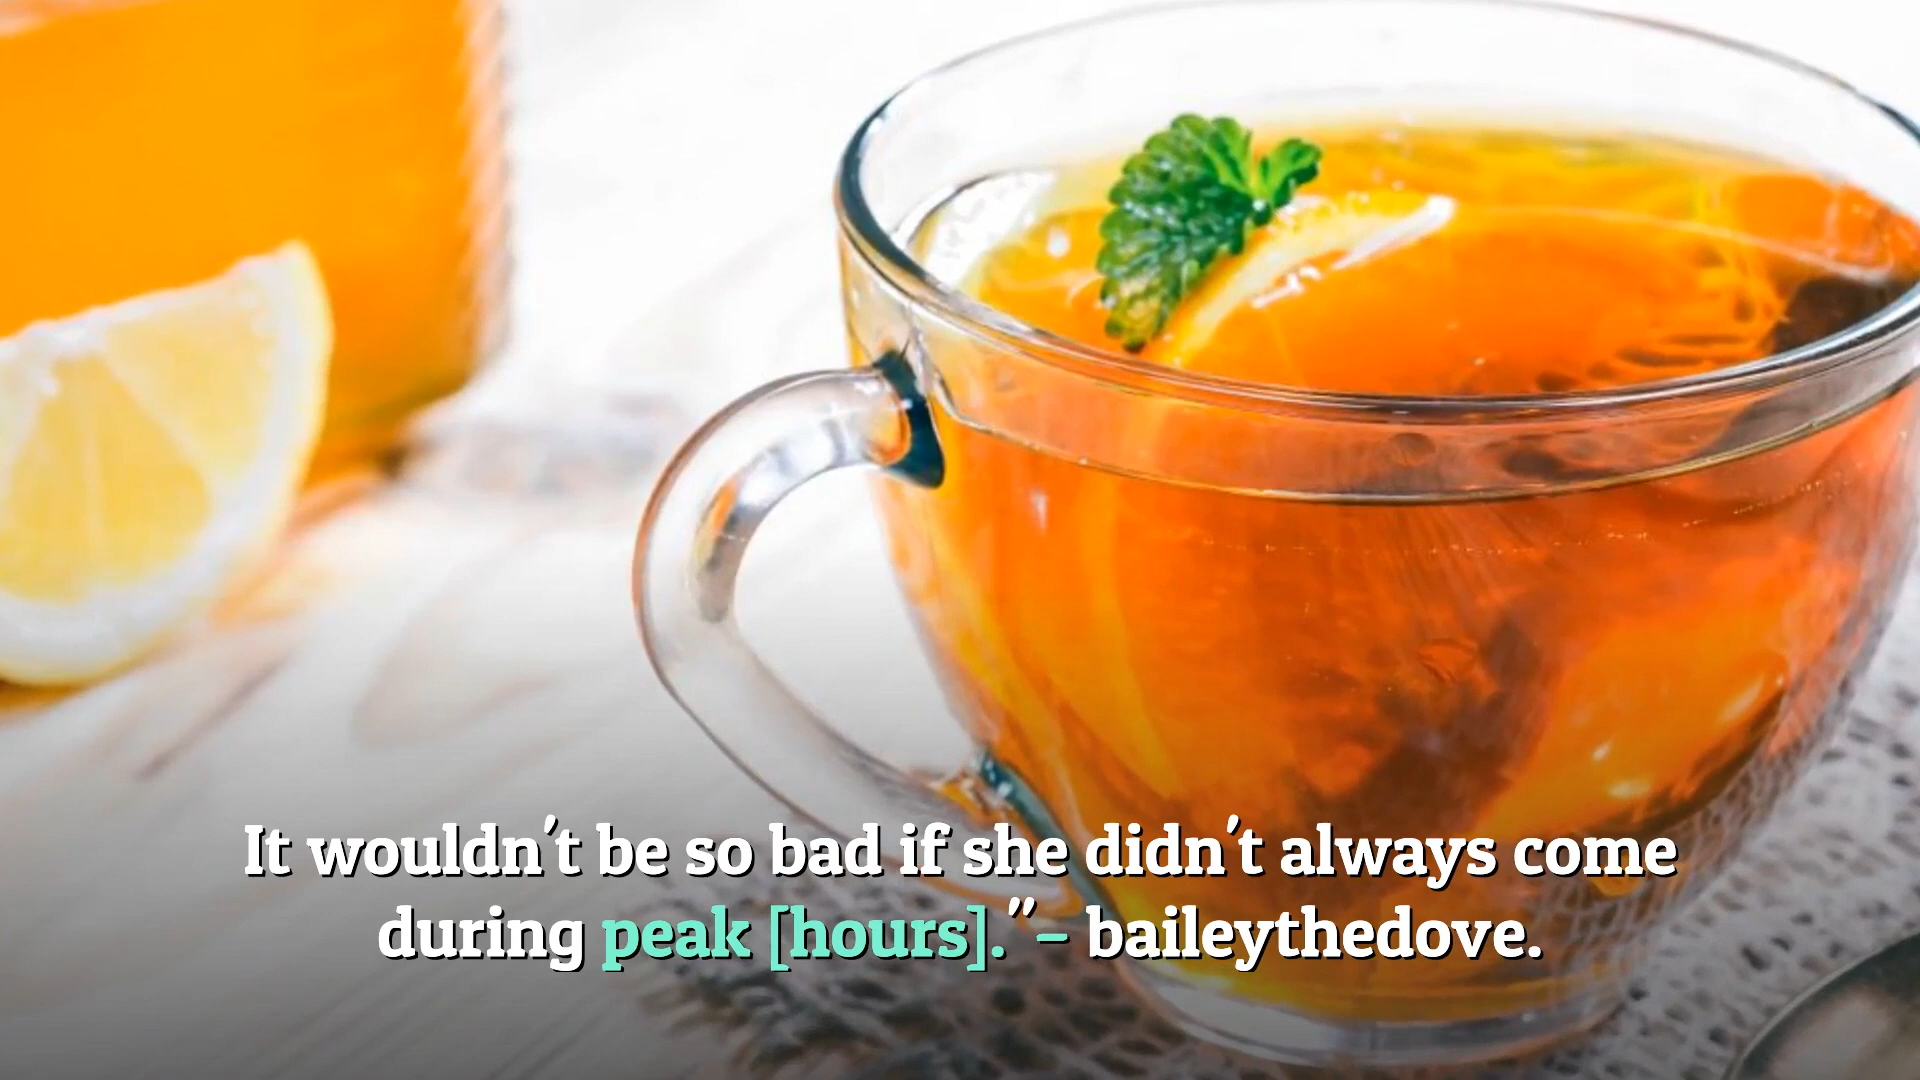 It wouldn't be so bad if she didn't always come
during peak [hours]."– baileythedove.